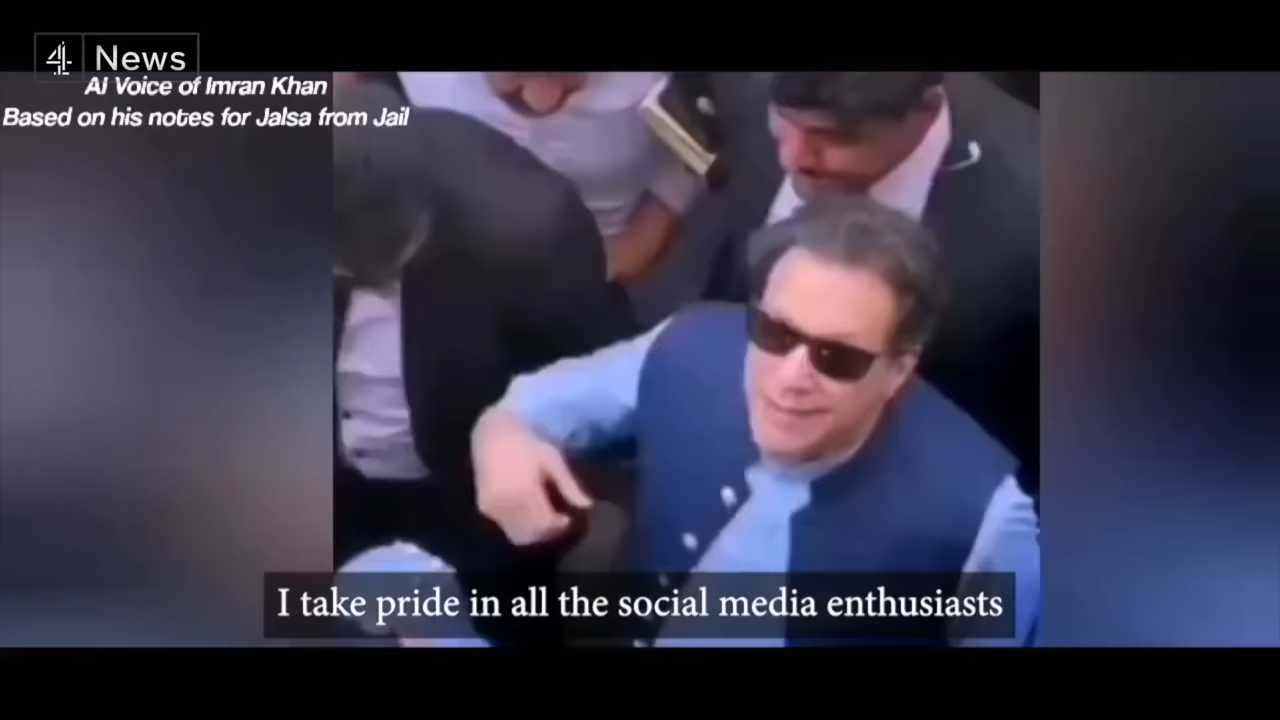 4 News
AI Voice of Imran Khan
Based on his notes for Jalsa from Jail
I take pride in all the social media enthusiasts